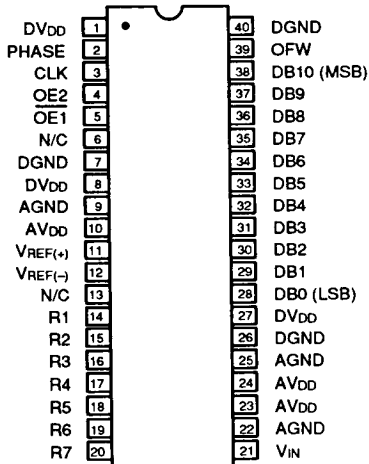 DVDD 1 40 DGND
PHASE 2 39 OFW
CLK 3 38 DB10 (MSB)
OE2 4 37 DB9
OE1 5 36 DB8
N/C 6 35 DB7
DGND 7 34 DB6
DVDD 8 33 DB5
AGND 9 32 DB4
AVDD 10 31 DB3
VREF(+) 11 30 DB2
VREF(–) 12 29 DB1
N/C 13 28 DB0 (LSB)
R1 14 27 DVDD
R2 15 26 DGND
R3 16 25 AGND
R4 17 24 AVDD
R5 18 23 AVDD
R6 19 22 AGND
R7 20 21 VIN